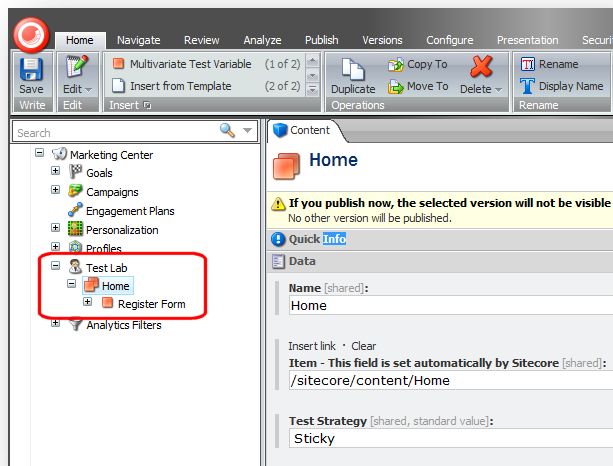 Home Navigate Review Analyze Publish Versions Configure Presentation Securi
Save
Write
Edit
Edit
Multivariate Test Variable (1 of 2)
Insert from Template (2 of 2)
Insert
Duplicate
Copy To
Move To
Delete
Operations
Rename
Display Name
Rename
Search
Marketing Center
Goals
Campaigns
Engagement Plans
Personalization
Profiles
Test Lab
Home
Register Form
Analytics Filters
Content
Home
If you publish now, the selected version will not be visible
No other version will be published.
Quick Info
Data
Name [shared]:
Home
Insert link · Clear
Item - This field is set automatically by Sitecore [shared]:
/sitecore/content/Home
Test Strategy [shared, standard value]:
Sticky